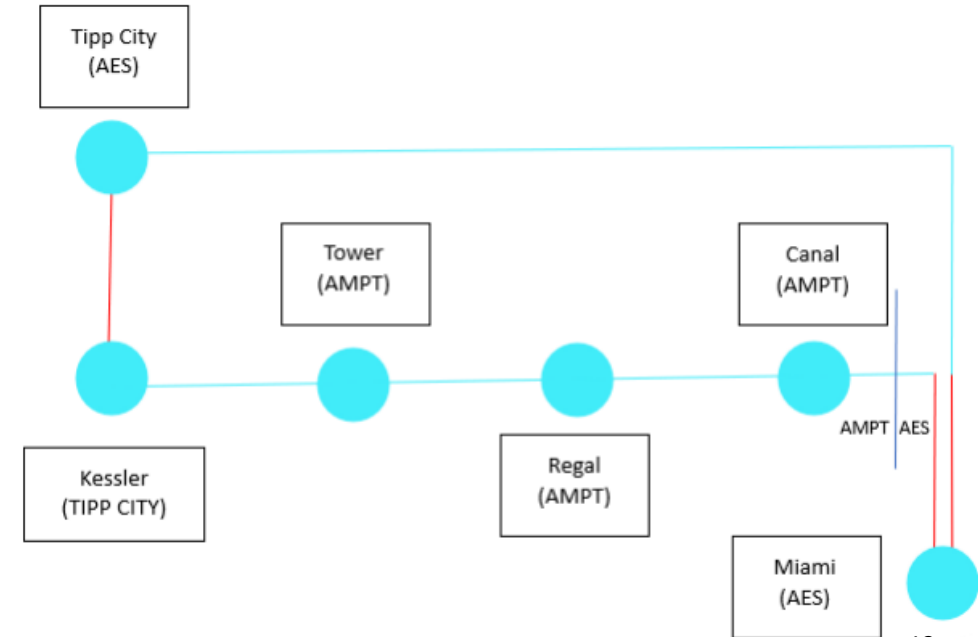 Tipp City
(AES)
Tower
(AMPT)
Canal
(AMPT)
AMPT AES
Kessler
(TIPP CITY)
Regal
(AMPT)
Miami
(AES)